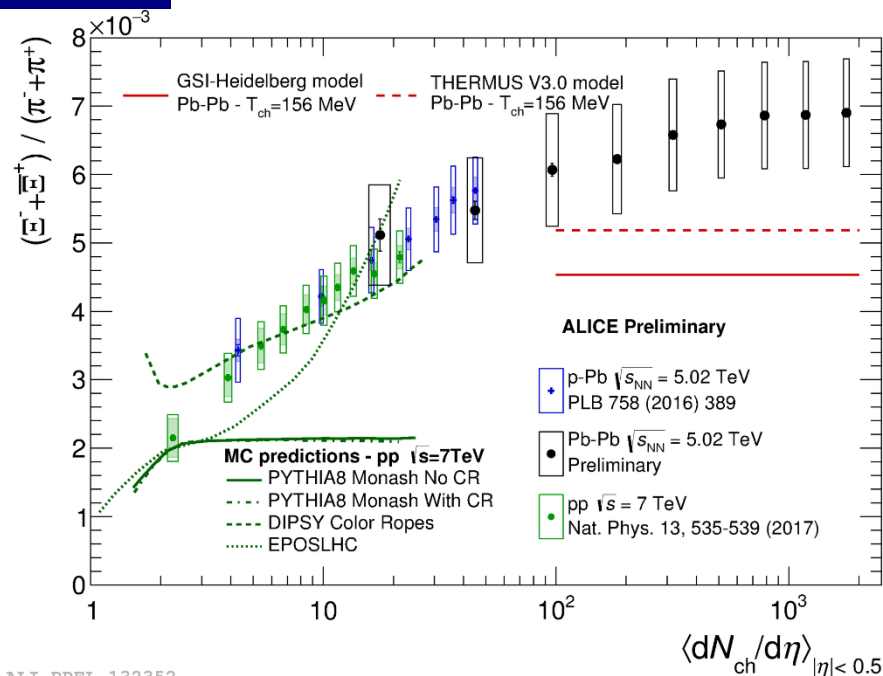 ×10⁻³
8
7
6
5
4
3
2
1
0
(Ξ⁻+Ξ̅⁺) / (π⁻+π⁺)
GSI-Heidelberg model
Pb-Pb - T_ch=156 MeV
THERMUS V3.0 model
Pb-Pb - T_ch=156 MeV
ALICE Preliminary
p-Pb √s_NN = 5.02 TeV
PLB 758 (2016) 389
Pb-Pb √s_NN = 5.02 TeV
Preliminary
pp √s = 7 TeV
Nat. Phys. 13, 535-539 (2017)
MC predictions - pp √s=7TeV
PYTHIA8 Monash No CR
PYTHIA8 Monash With CR
DIPSY Color Ropes
EPOSLHC
1 10 10² 10³
⟨dN_ch/dη⟩_|η|< 0.5